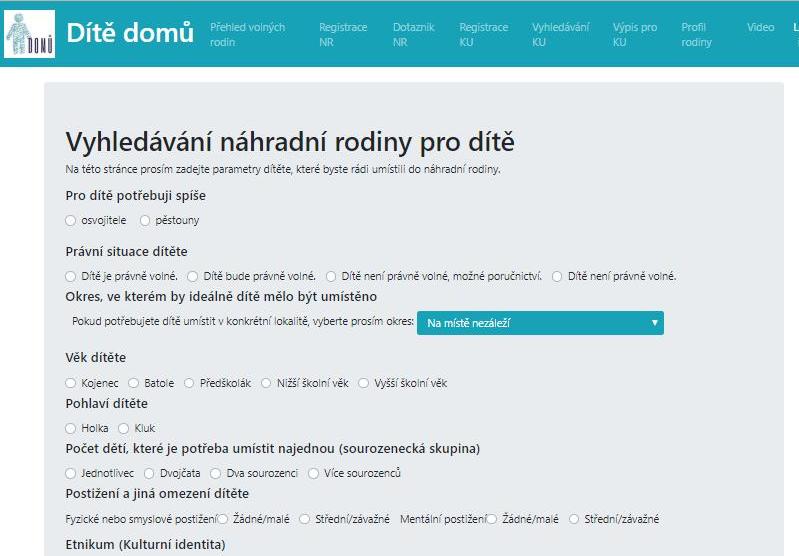 DOMŮ
Dítě domů
Přehled volných rodin
Registrace NR
Dotaznik NR
Registrace KU
Vyhledávání KU
Výpis pro KU
Profil rodiny
Video
L
Vyhledávání náhradní rodiny pro dítě
Na této stránce prosím zadejte parametry dítěte, které byste rádi umístili do náhradní rodiny.
Pro dítě potřebuji spíše
osvojitele pěstouny
Právní situace dítěte
Dítě je právně volné. Dítě bude právně volné. Dítě není právně volné, možné poručnictví. Dítě není právně volné.
Okres, ve kterém by ideálně dítě mělo být umístěno
Pokud potřebujete dítě umístit v konkrétní lokalitě, vyberte prosím okres: Na místě nezáleží
Věk dítěte
Kojenec Batole Předškolák Nižší školní věk Vyšší školní věk
Pohlaví dítěte
Holka Kluk
Počet dětí, které je potřeba umístit najednou (sourozenecká skupina)
Jednotlivec Dvojčata Dva sourozenci Více sourozenců
Postižení a jiná omezení dítěte
Fyzické nebo smyslové postižení Žádné/malé Střední/závažné Mentální postižení Žádné/malé Střední/závažné
Etnikum (Kulturní identita)